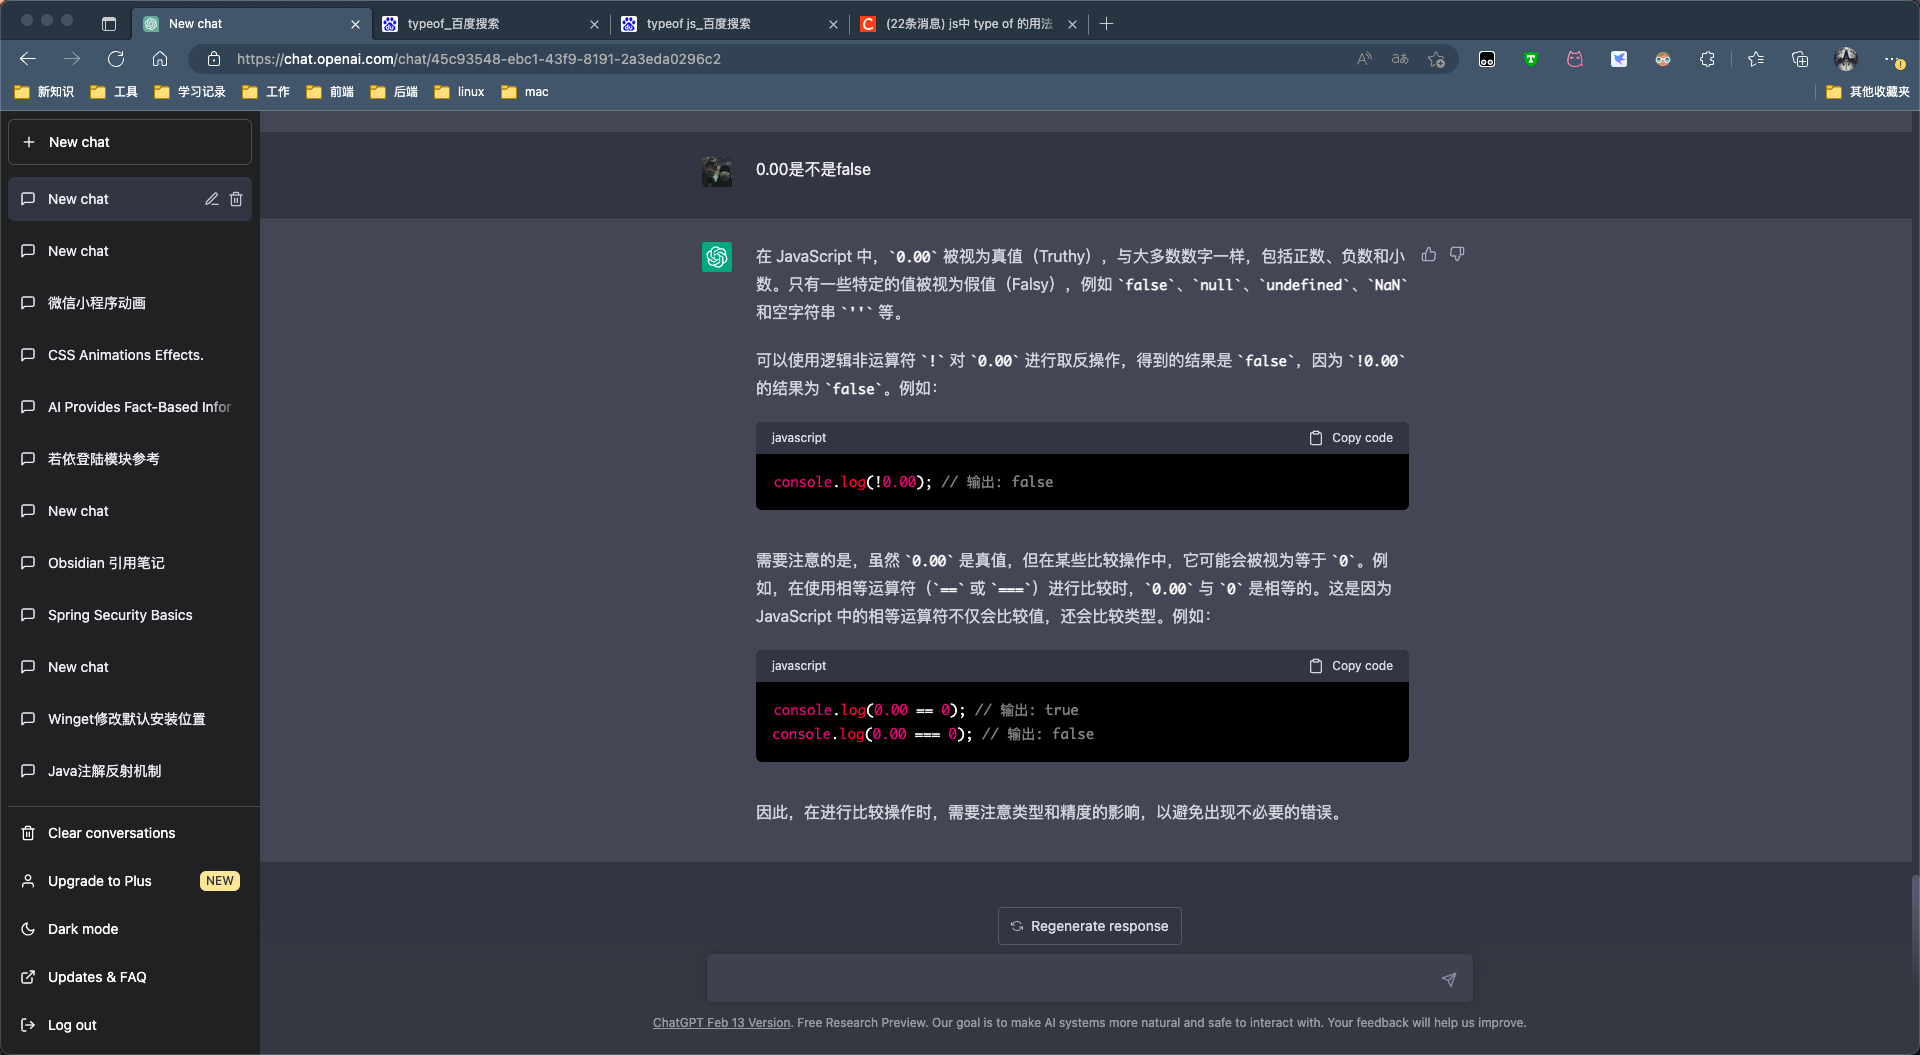 New chat
typeof_百度搜索
typeof js_百度搜索
(22条消息) js中 type of 的用法
https://chat.openai.com/chat/45c93548-ebc1-43f9-8191-2a3eda0296c2
新知识
工具
学习记录
工作
前端
后端
linux
mac
其他收藏夹
New chat
New chat
New chat
微信小程序动画
CSS Animations Effects.
AI Provides Fact-Based Infor
若依登陆模块参考
New chat
Obsidian 引用笔记
Spring Security Basics
New chat
Winget修改默认安装位置
Java注解反射机制
Clear conversations
Upgrade to Plus
NEW
Dark mode
Updates & FAQ
Log out
0.00是不是false
在 JavaScript 中，`0.00` 被视为真值（Truthy），与大多数数字一样，包括正数、负数和小
数。只有一些特定的值被视为假值（Falsy），例如 `false`、`null`、`undefined`、`NaN`
和空字符串 `''` 等。
可以使用逻辑非运算符 `!` 对 `0.00` 进行取反操作，得到的结果是 `false`，因为 `!0.00`
的结果为 `false`。例如：
javascript
Copy code
console.log(!0.00); // 输出: false
需要注意的是，虽然 `0.00` 是真值，但在某些比较操作中，它可能会被视为等于 `0`。例
如，在使用相等运算符（`==` 或 `===`）进行比较时，`0.00` 与 `0` 是相等的。这是因为
JavaScript 中的相等运算符不仅会比较值，还会比较类型。例如：
javascript
Copy code
console.log(0.00 == 0); // 输出: true
console.log(0.00 === 0); // 输出: false
因此，在进行比较操作时，需要注意类型和精度的影响，以避免出现不必要的错误。
Regenerate response
ChatGPT Feb 13 Version. Free Research Preview. Our goal is to make AI systems more natural and safe to interact with. Your feedback will help us improve.